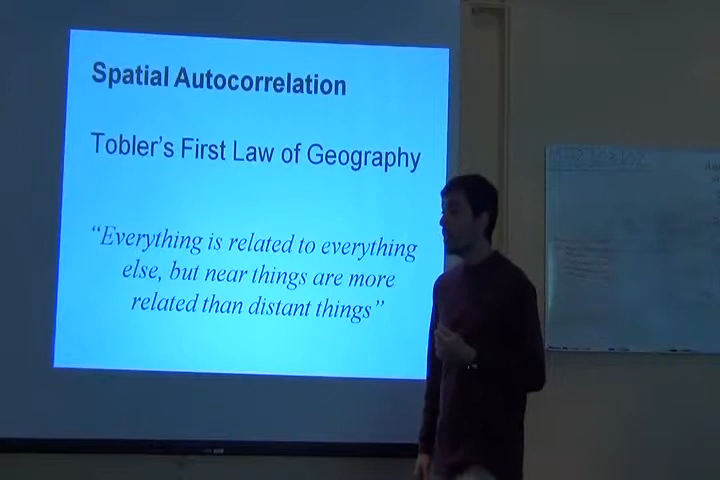 Spatial Autocorrelation
Tobler's First Law of Geography
“Everything is related to everything
else, but near things are more
related than distant things”